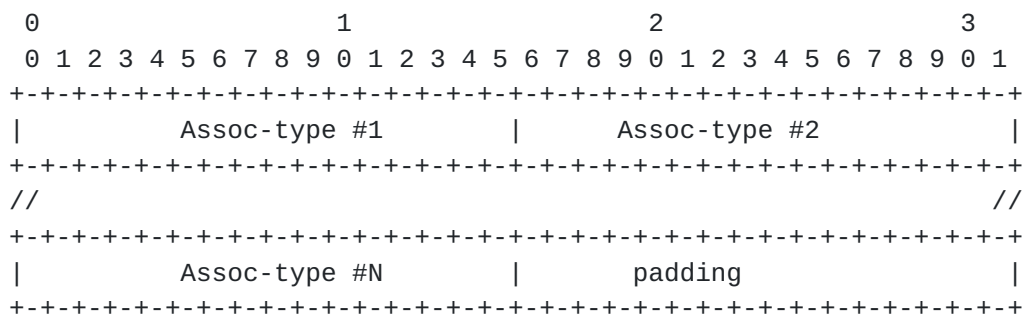 0                   1                   2                   3
 0 1 2 3 4 5 6 7 8 9 0 1 2 3 4 5 6 7 8 9 0 1 2 3 4 5 6 7 8 9 0 1
+-+-+-+-+-+-+-+-+-+-+-+-+-+-+-+-+-+-+-+-+-+-+-+-+-+-+-+-+-+-+-+-+
|          Assoc-type #1        |      Assoc-type #2            |
+-+-+-+-+-+-+-+-+-+-+-+-+-+-+-+-+-+-+-+-+-+-+-+-+-+-+-+-+-+-+-+-+
//                                                             //
+-+-+-+-+-+-+-+-+-+-+-+-+-+-+-+-+-+-+-+-+-+-+-+-+-+-+-+-+-+-+-+-+
|          Assoc-type #N        |       padding                 |
+-+-+-+-+-+-+-+-+-+-+-+-+-+-+-+-+-+-+-+-+-+-+-+-+-+-+-+-+-+-+-+-+